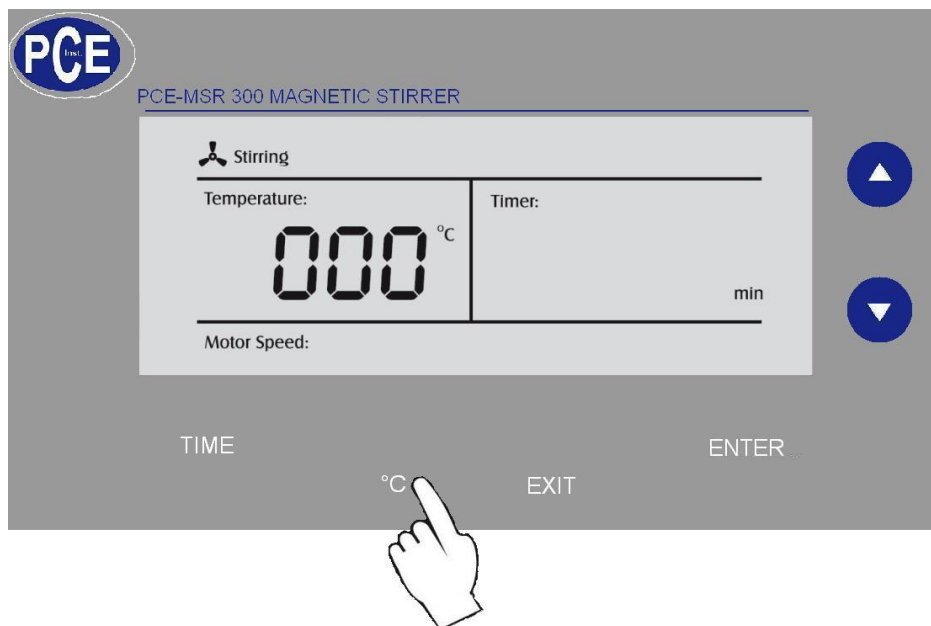 PCE
Inst.
PCE-MSR 300 MAGNETIC STIRRER
Stirring
Temperature:
Timer:
000 °C
min
Motor Speed:
TIME
ENTER
°C
EXIT